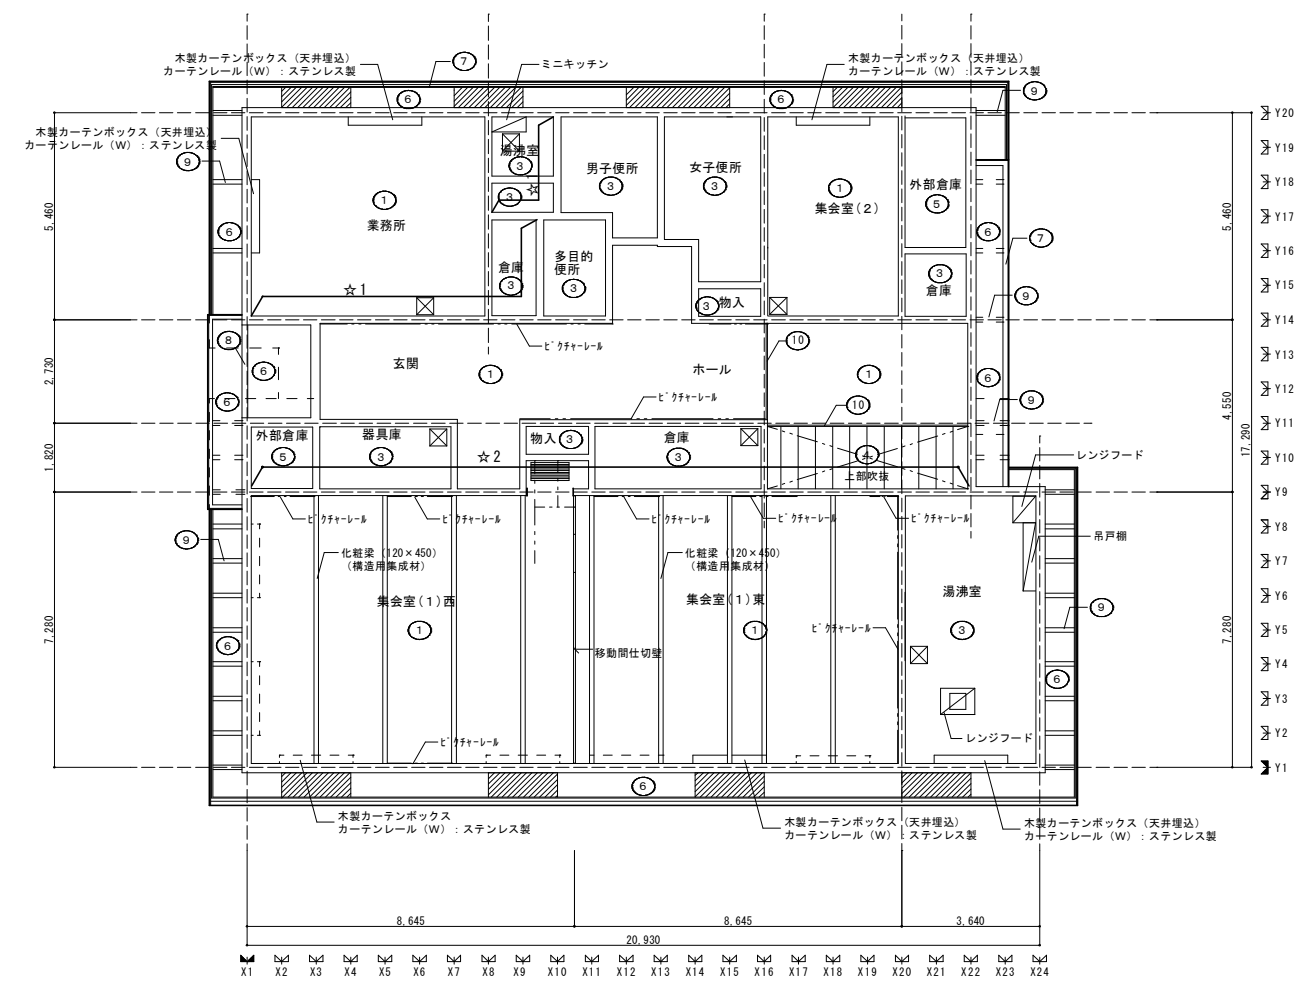 木製カーテンボックス（天井埋込）
カーテンレール（W）：ステンレス製
⑦
ミニキッチン
木製カーテンボックス（天井埋込）
カーテンレール（W）：ステンレス製
⑥
⑥
⑨
木製カーテンボックス（天井埋込）
カーテンレール（W）：ステンレス製
⑨
湯沸室
③
③
☆1
男子便所
③
女子便所
③
①
業務所
①
集会室(2)
外部倉庫
⑤
⑥
⑥
⑦
倉庫
③
多目的
便所
③
③
倉庫
☆1
③
物入
⑨
⑧
⑥
⑥
ﾋﾟｸﾁｬｰﾚｰﾙ
玄関
①
ホール
⑩
①
⑥
ﾋﾟｸﾁｬｰﾚｰﾙ
⑩
⑨
外部倉庫
⑤
器具庫
③
☆2
物入
③
倉庫
③
④
上部吹抜
レンジフード
ﾋﾟｸﾁｬｰﾚｰﾙ
ﾋﾟｸﾁｬｰﾚｰﾙ
ﾋﾟｸﾁｬｰﾚｰﾙ
ﾋﾟｸﾁｬｰﾚｰﾙ
ﾋﾟｸﾁｬｰﾚｰﾙ
吊戸棚
⑨
化粧梁（120×450）
（構造用集成材）
化粧梁（120×450）
（構造用集成材）
集会室(1)西
①
集会室(1)東
①
湯沸室
③
⑨
ﾋﾟｸﾁｬｰﾚｰﾙ
移動間仕切壁
⑥
⑥
レンジフード
ﾋﾟｸﾁｬｰﾚｰﾙ
⑥
木製カーテンボックス
カーテンレール（W）：ステンレス製
木製カーテンボックス（天井埋込）
カーテンレール（W）：ステンレス製
木製カーテンボックス（天井埋込）
カーテンレール（W）：ステンレス製
5,460
2,730
1,820
7,280
5,460
4,550
17,290
7,280
Y20
Y19
Y18
Y17
Y16
Y15
Y14
Y13
Y12
Y11
Y10
Y9
Y8
Y7
Y6
Y5
Y4
Y3
Y2
Y1
8,645
8,645
3,640
20,930
X1 X2 X3 X4 X5 X6 X7 X8 X9 X10 X11 X12 X13 X14 X15 X16 X17 X18 X19 X20 X21 X22 X23 X24